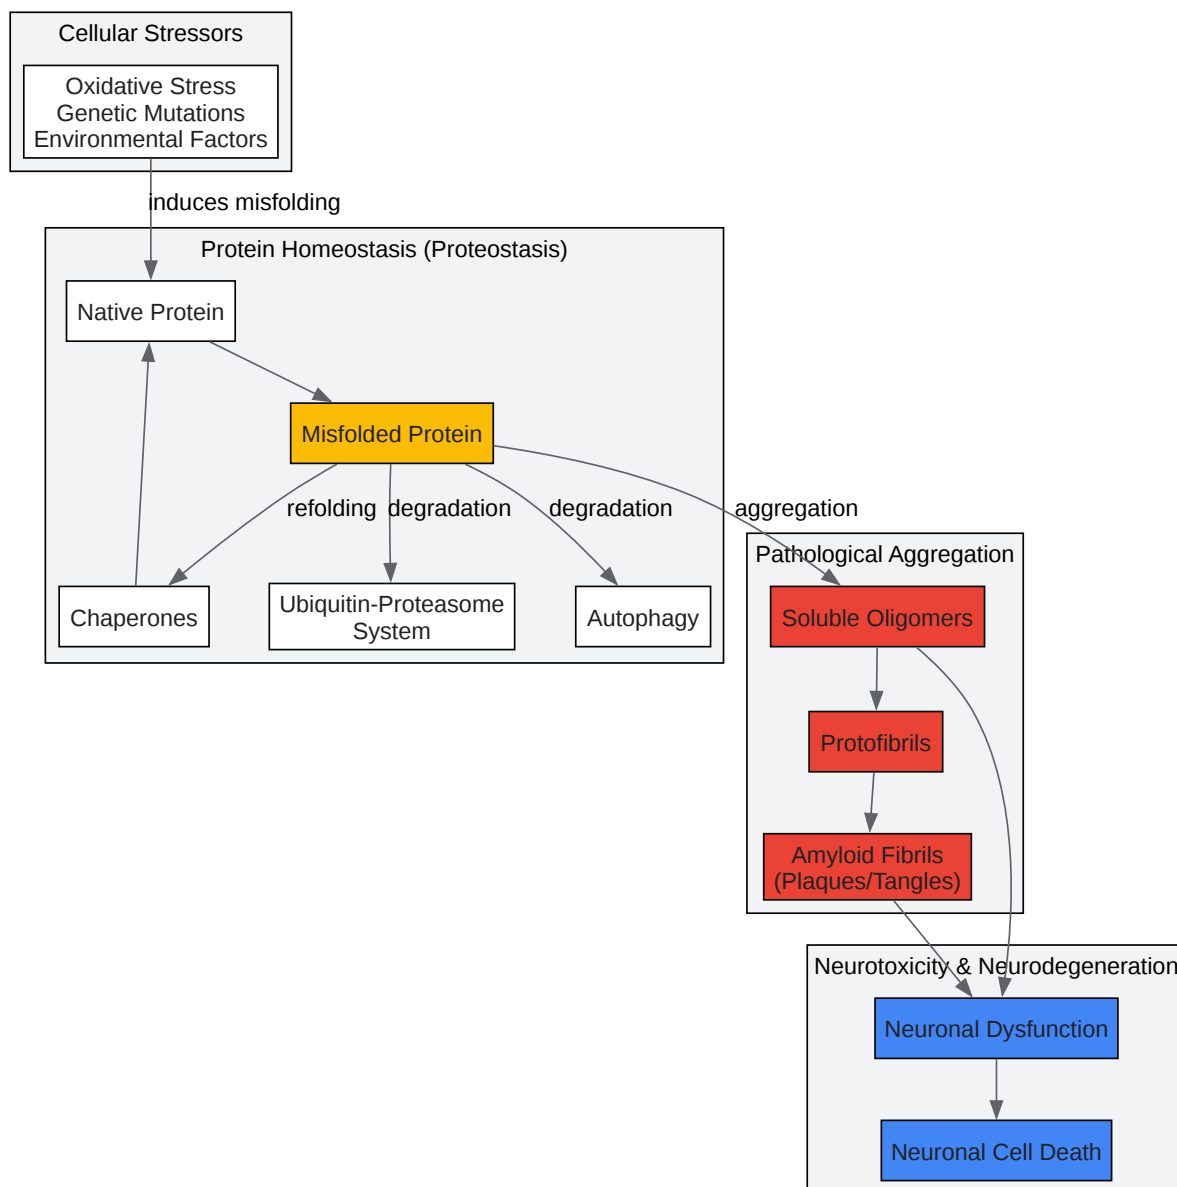 Cellular Stressors
Oxidative Stress
Genetic Mutations
Environmental Factors
induces misfolding
Protein Homeostasis (Proteostasis)
Native Protein
Misfolded Protein
refolding
degradation
degradation
aggregation
Pathological Aggregation
Chaperones
Ubiquitin-Proteasome
System
Autophagy
Soluble Oligomers
Protofibrils
Amyloid Fibrils
(Plaques/Tangles)
Neurotoxicity & Neurodegeneration
Neuronal Dysfunction
Neuronal Cell Death